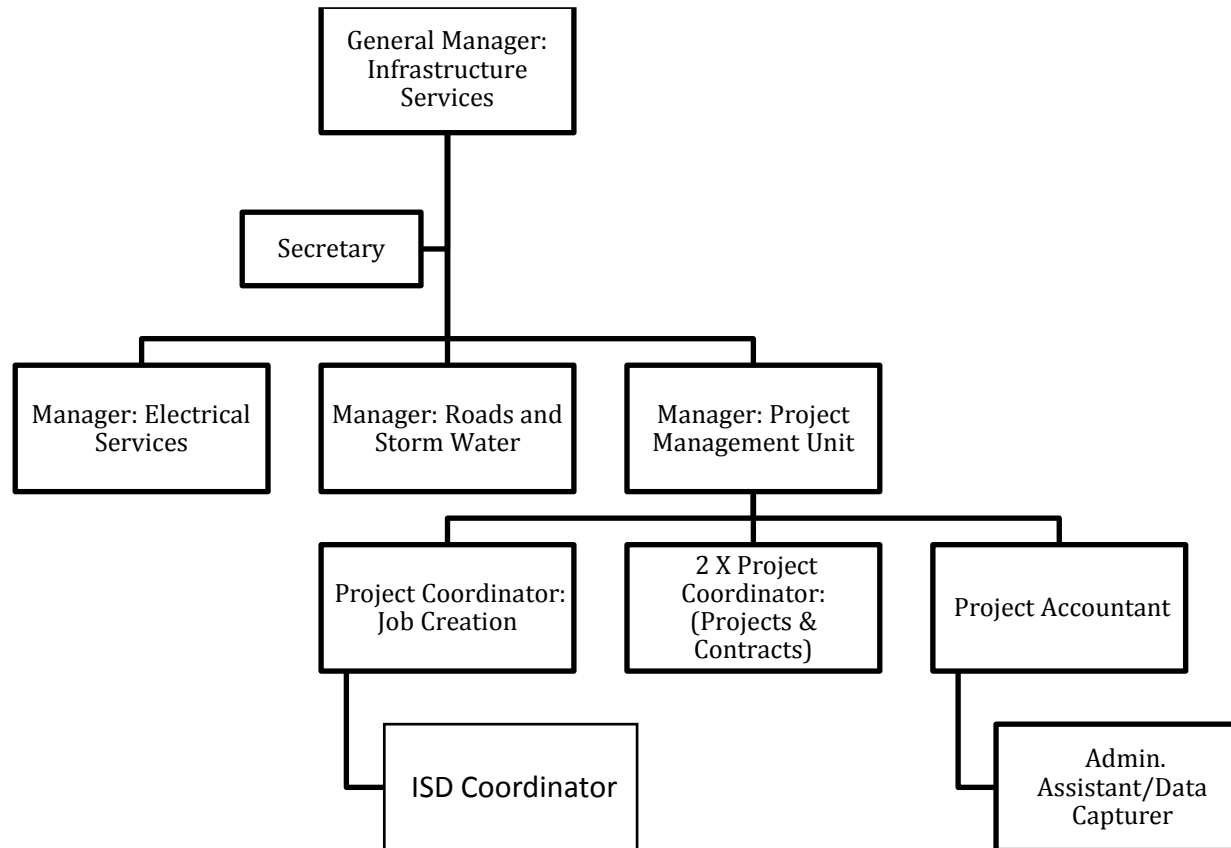 General Manager:
Infrastructure
Services
Secretary
Manager: Electrical
Services
Manager: Roads and
Storm Water
Manager: Project
Management Unit
Project Coordinator:
Job Creation
2 X Project
Coordinator:
(Projects &
Contracts)
Project Accountant
ISD Coordinator
Admin.
Assistant/Data
Capturer